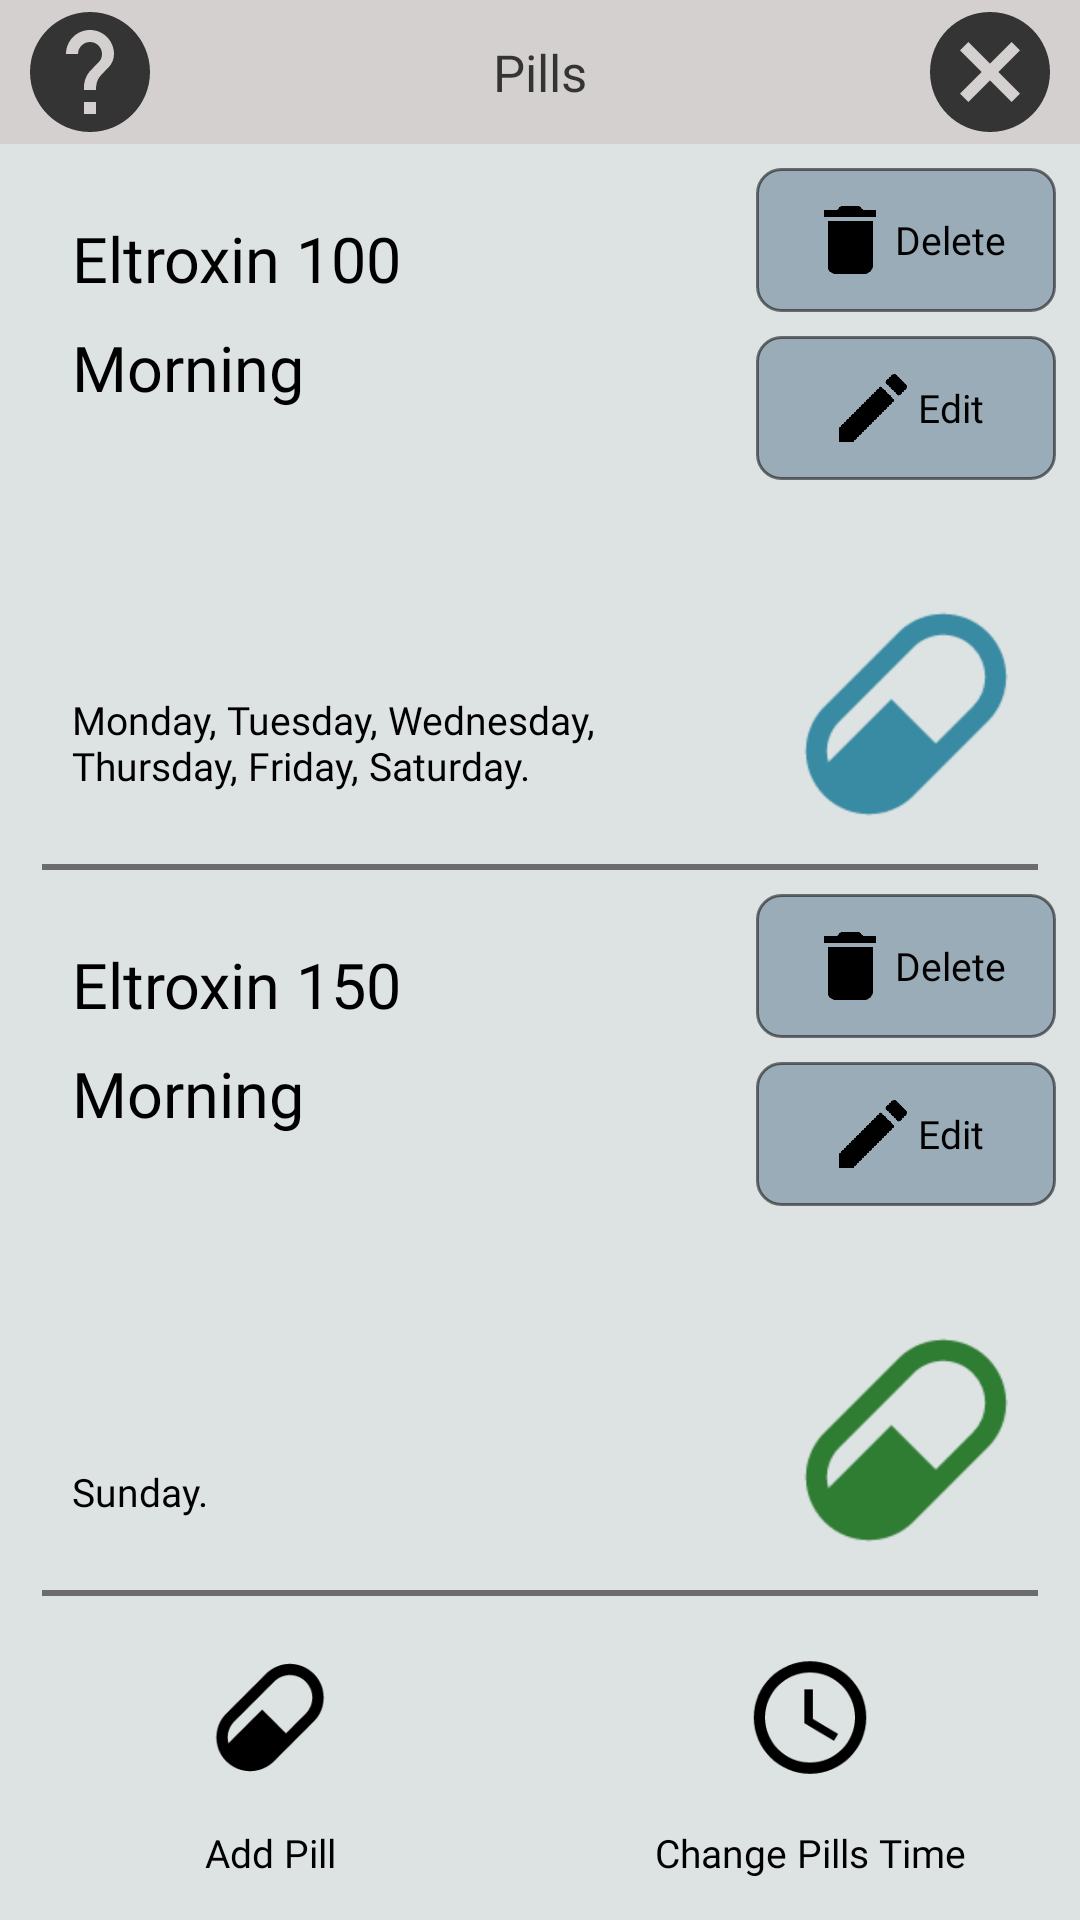 Pills
Eltroxin 100
Delete
Morning
Edit
Monday, Tuesday, Wednesday,
Thursday, Friday, Saturday.
Eltroxin 150
Delete
Morning
Edit
Sunday.
Add Pill
Change Pills Time